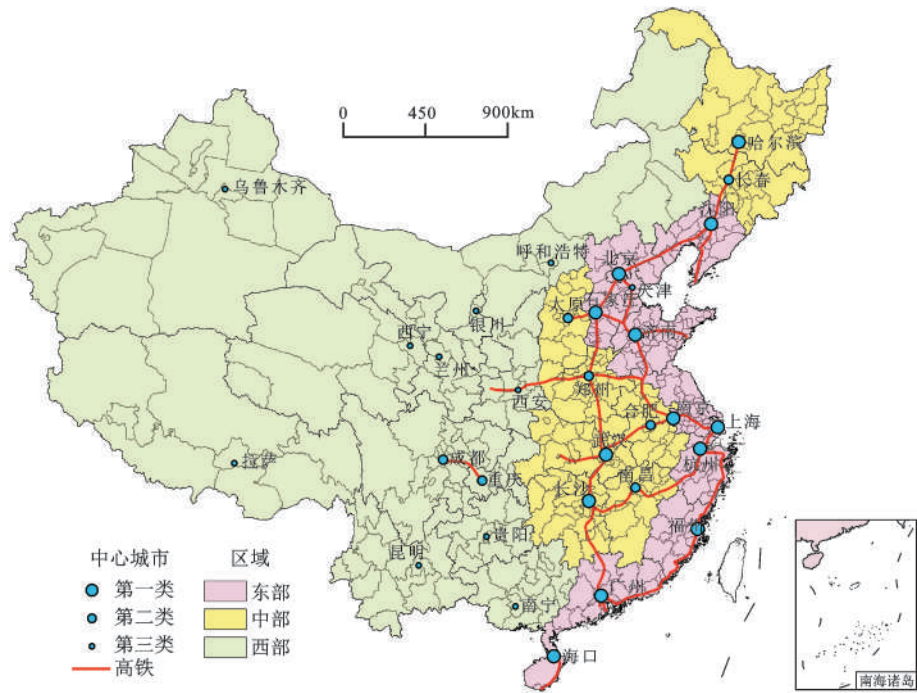 0 450 900km
哈尔滨
长春
沈阳
乌鲁木齐
呼和浩特
北京
天津
太原
石家庄
银川
济南
西宁
兰州
西安
郑州
合肥
南京
上海
拉萨
成都
武汉
杭州
重庆
长沙
南昌
贵阳
福州
昆明
广州
南宁
海口
中心城市 区域
第一类 东部
第二类 中部
第三类 西部
高铁
南海诸岛